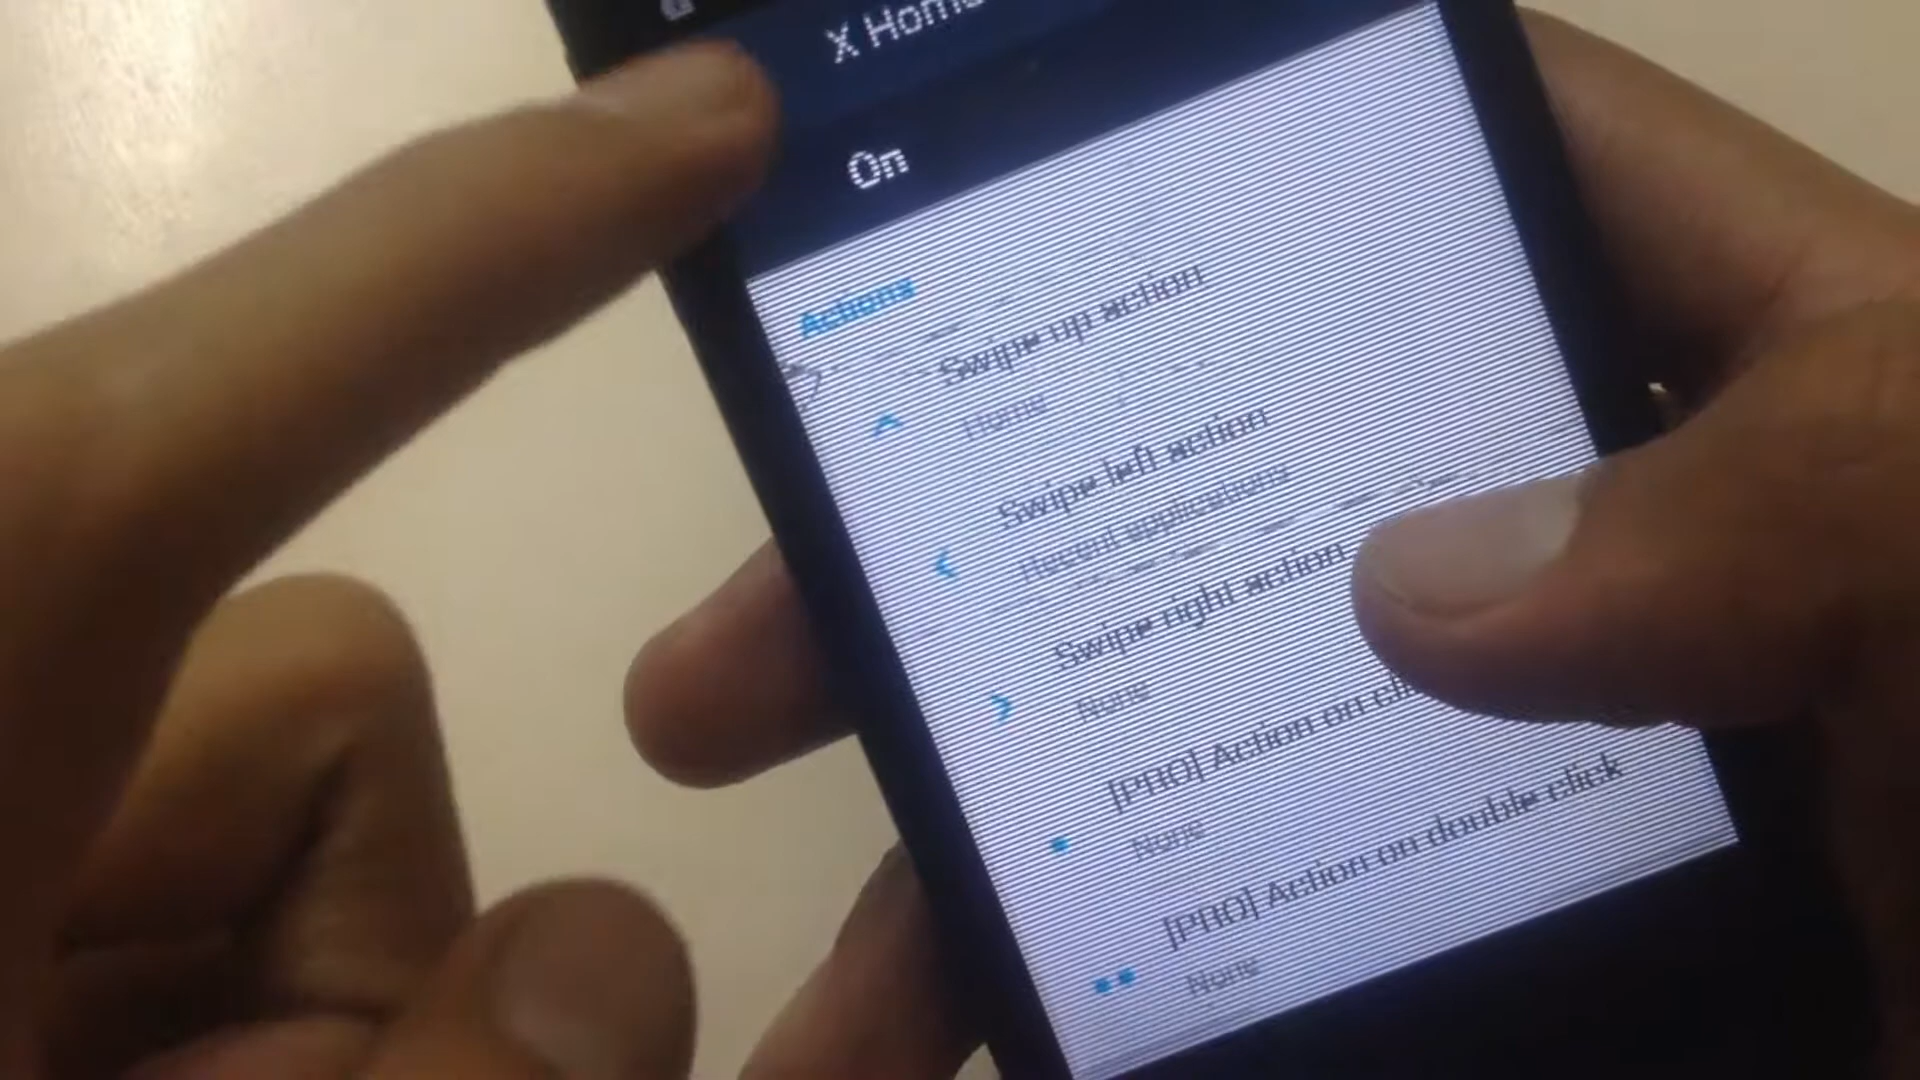 X Home
On
Actions
Swipe up action
Home
Swipe left action
Recent applications
Swipe right action
None
[PRO] Action on
None
[PRO] Action on double click
None